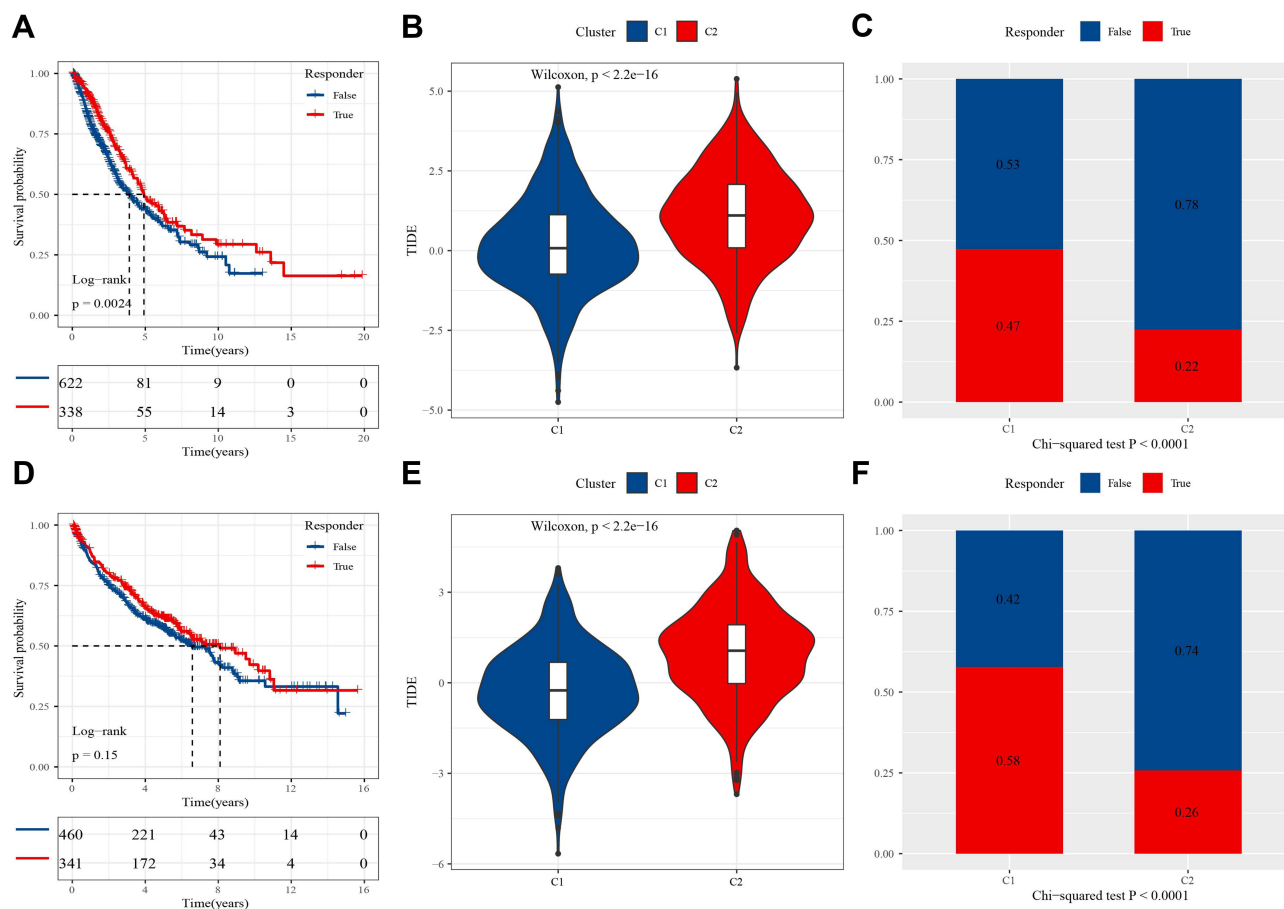 A
Responder
False
True
Survival probability
1.00
0.75
0.50
0.25
0.00
Log−rank
p = 0.0024
0 5 10 15 20
Time(years)
622 81 9 0 0
338 55 14 3 0
0 5 10 15 20
Time(years)
B
Cluster C1 C2
Wilcoxon, p < 2.2e−16
TIDE
5.0
2.5
0.0
−2.5
−5.0
C1 C2
C
Responder False True
1.00
0.75
0.50
0.25
0.00
0.53
0.47
0.78
0.22
C1 C2
Chi−squared test P < 0.0001
D
Responder
False
True
Survival probability
1.00
0.75
0.50
0.25
0.00
Log−rank
p = 0.15
0 4 8 12 16
Time(years)
460 221 43 14 0
341 172 34 4 0
0 4 8 12 16
Time(years)
E
Cluster C1 C2
Wilcoxon, p < 2.2e−16
TIDE
3
0
−3
−6
C1 C2
F
Responder False True
1.00
0.75
0.50
0.25
0.00
0.42
0.58
0.74
0.26
C1 C2
Chi−squared test P < 0.0001